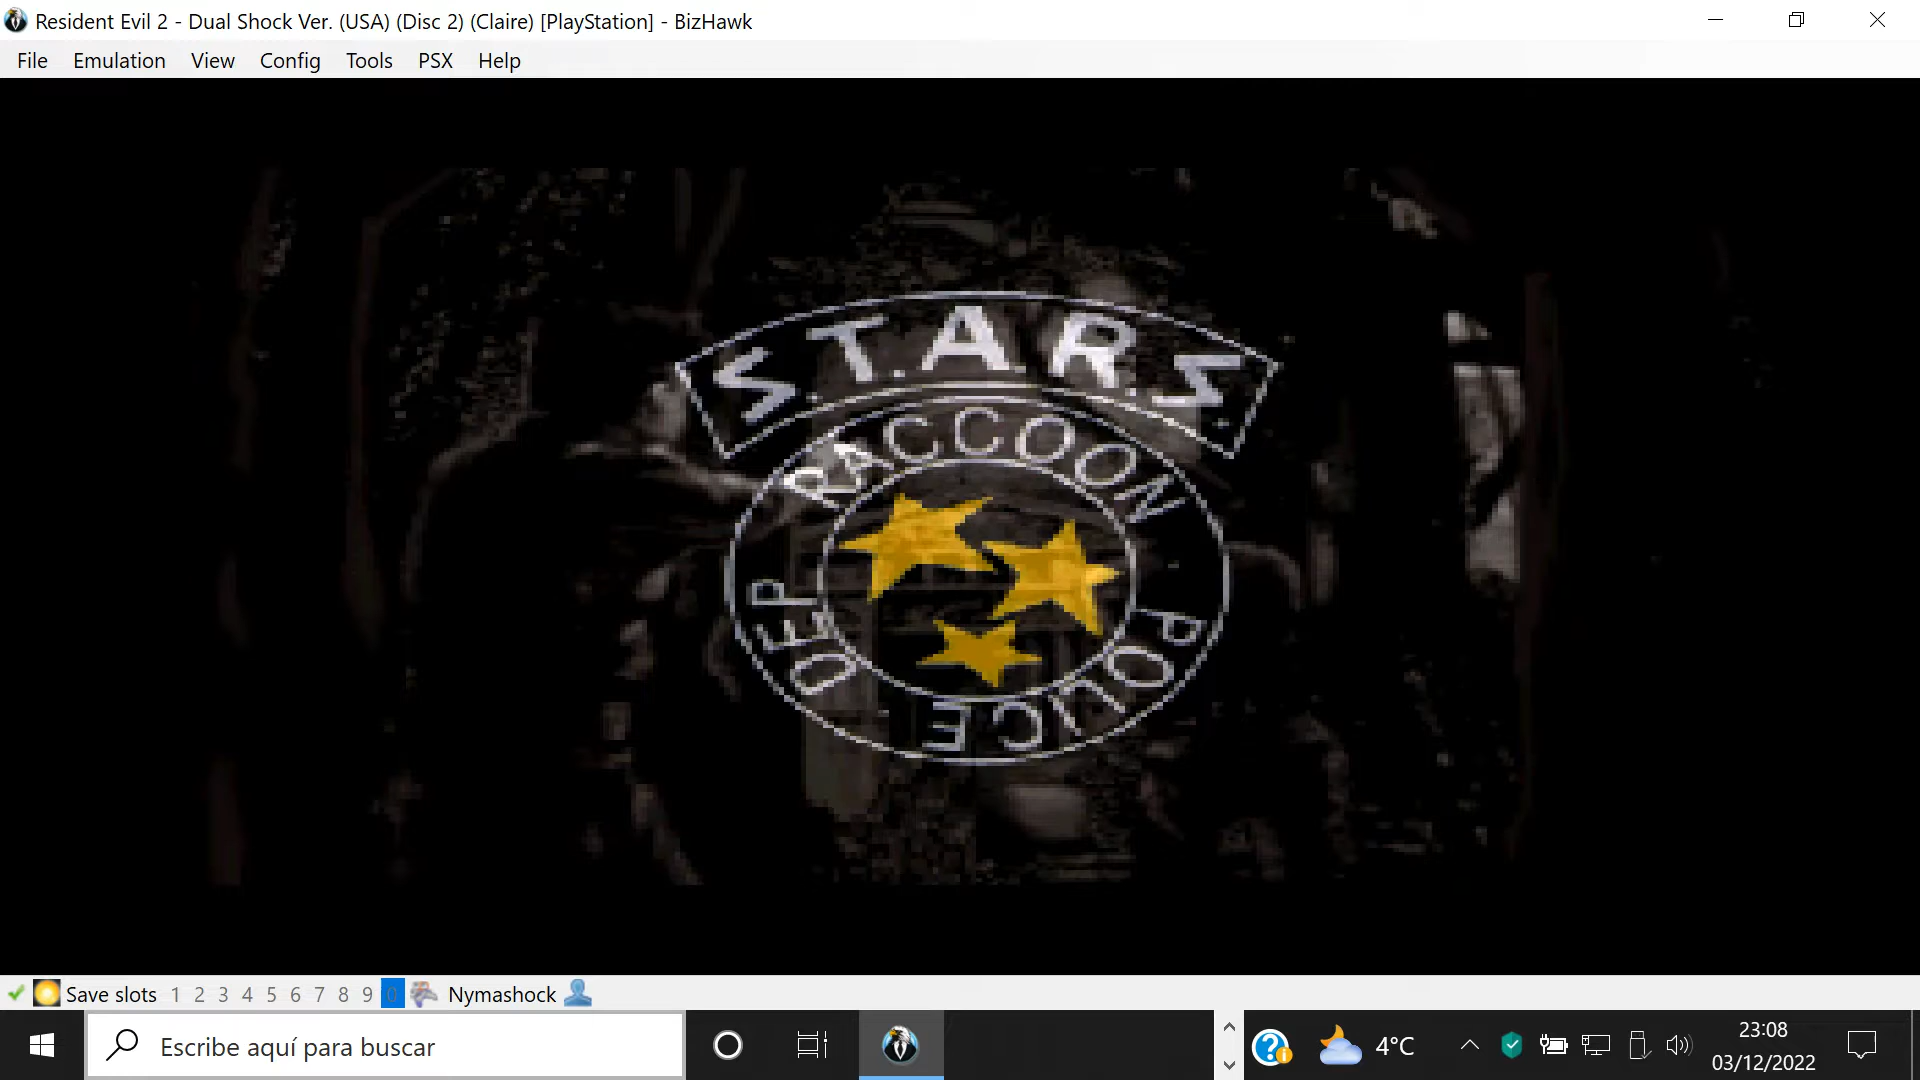 Resident Evil 2 - Dual Shock Ver. (USA) (Disc 2) (Claire) [PlayStation] - BizHawk
File Emulation View Config Tools PSX Help
S.T.A.R.S.
RACCOON POLICE DEP
Save slots 1 2 3 4 5 6 7 8 9 0 Nymashock
Escribe aquí para buscar
4°C
23:08
03/12/2022